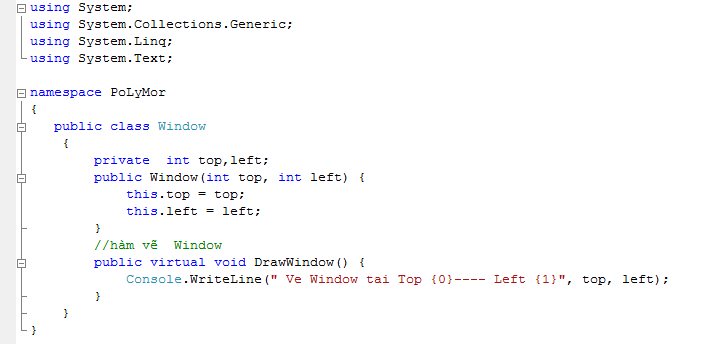 using System;
using System.Collections.Generic;
using System.Linq;
using System.Text;
namespace PoLyMor
{
public class Window
{
private  int top,left;
public Window(int top, int left) {
this.top = top;
this.left = left;
}
//hàm vẽ  Window
public virtual void DrawWindow() {
Console.WriteLine(" Ve Window tai Top {0}---- Left {1}", top, left);
}
}
}